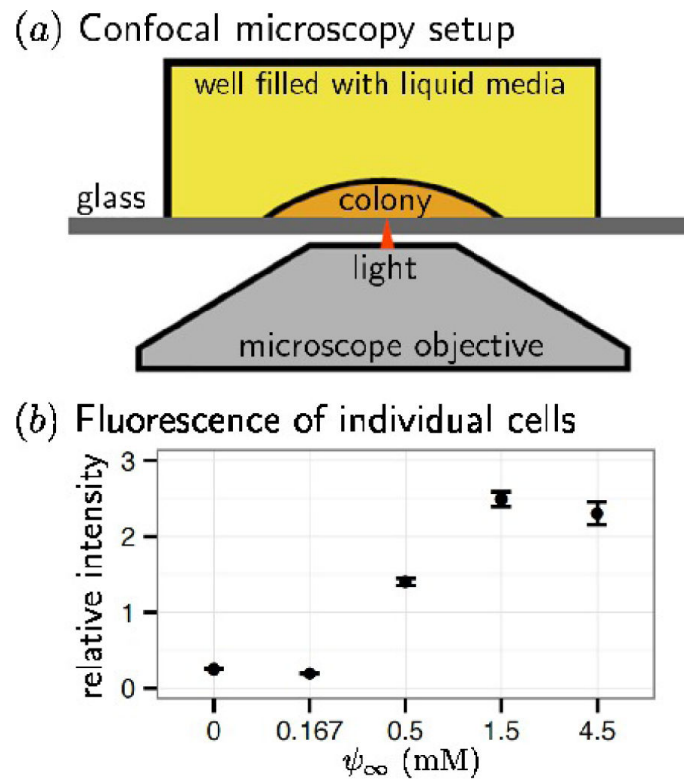 (a) Confocal microscopy setup
well filled with liquid media
glass
colony
light
microscope objective
(b) Fluorescence of individual cells
relative intensity
3
2
1
0
0 0.167 0.5 1.5 4.5
ψ∞ (mM)